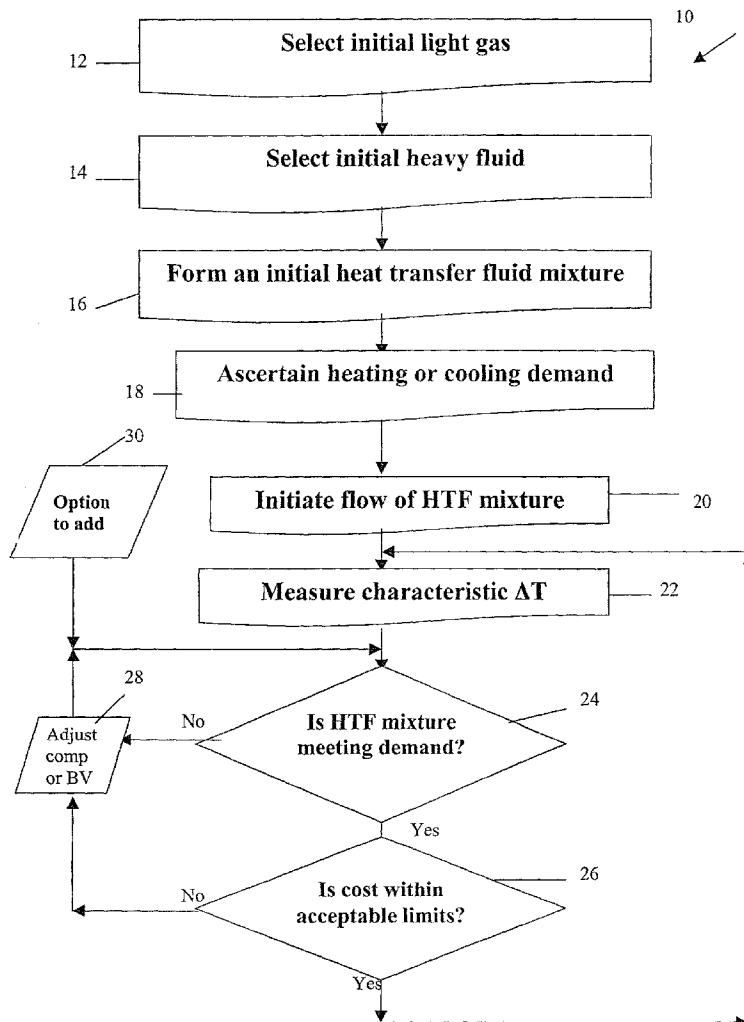 10
Select initial light gas
12
Select initial heavy fluid
14
Form an initial heat transfer fluid mixture
16
Ascertain heating or cooling demand
18
30
Option
to add
Initiate flow of HTF mixture
20
Measure characteristic ΔT
22
28
24
No
Is HTF mixture
meeting demand?
Adjust
comp
or BV
Yes
26
No
Is cost within
acceptable limits?
Yes